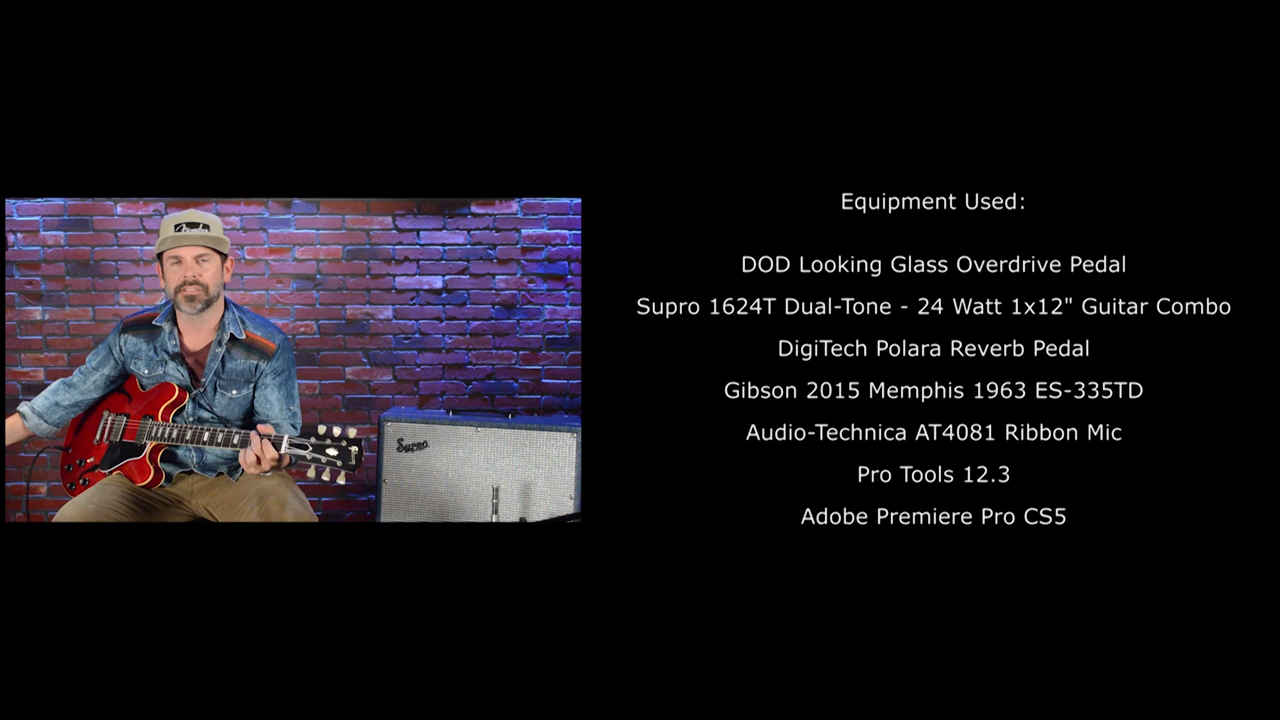 Fender
Supro
Equipment Used:
DOD Looking Glass Overdrive Pedal
Supro 1624T Dual-Tone - 24 Watt 1x12" Guitar Combo
DigiTech Polara Reverb Pedal
Gibson 2015 Memphis 1963 ES-335TD
Audio-Technica AT4081 Ribbon Mic
Pro Tools 12.3
Adobe Premiere Pro CS5